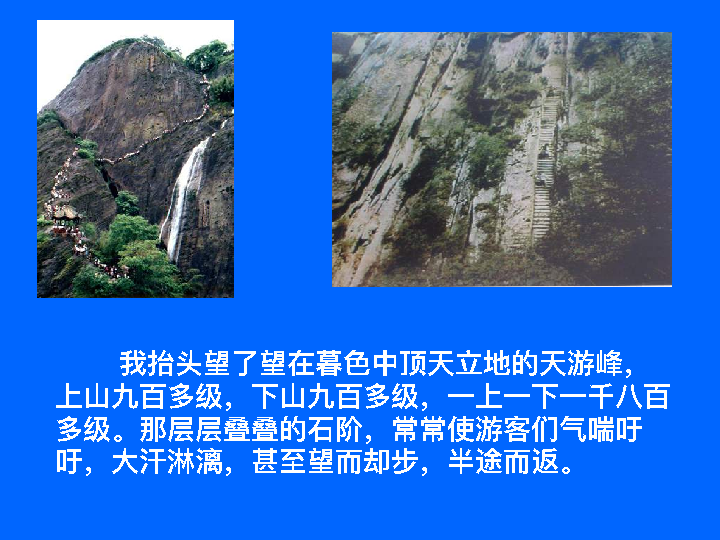 我抬头望了望在暮色中顶天立地的天游峰，
上山九百多级，下山九百多级，一上一下一千八百
多级。那层层叠叠的石阶，常常使游客们气喘吁
吁，大汗淋漓，甚至望而却步，半途而返。